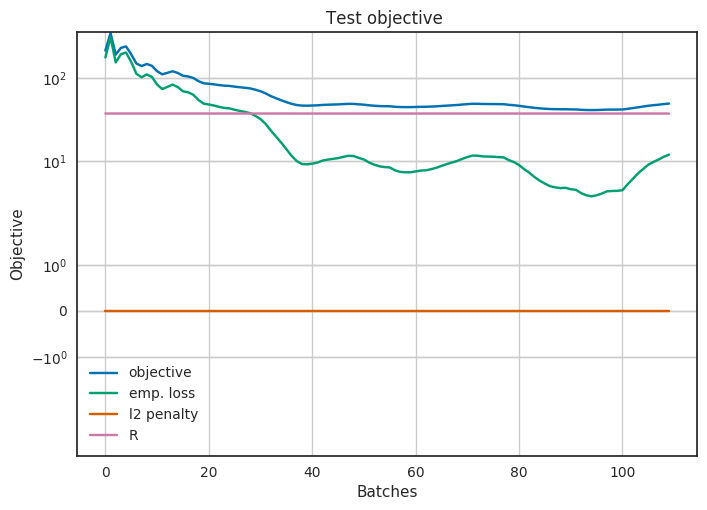 Test objective
Objective
10²
10¹
10⁰
0
−10⁰
objective
emp. loss
l2 penalty
R
0 20 40 60 80 100
Batches